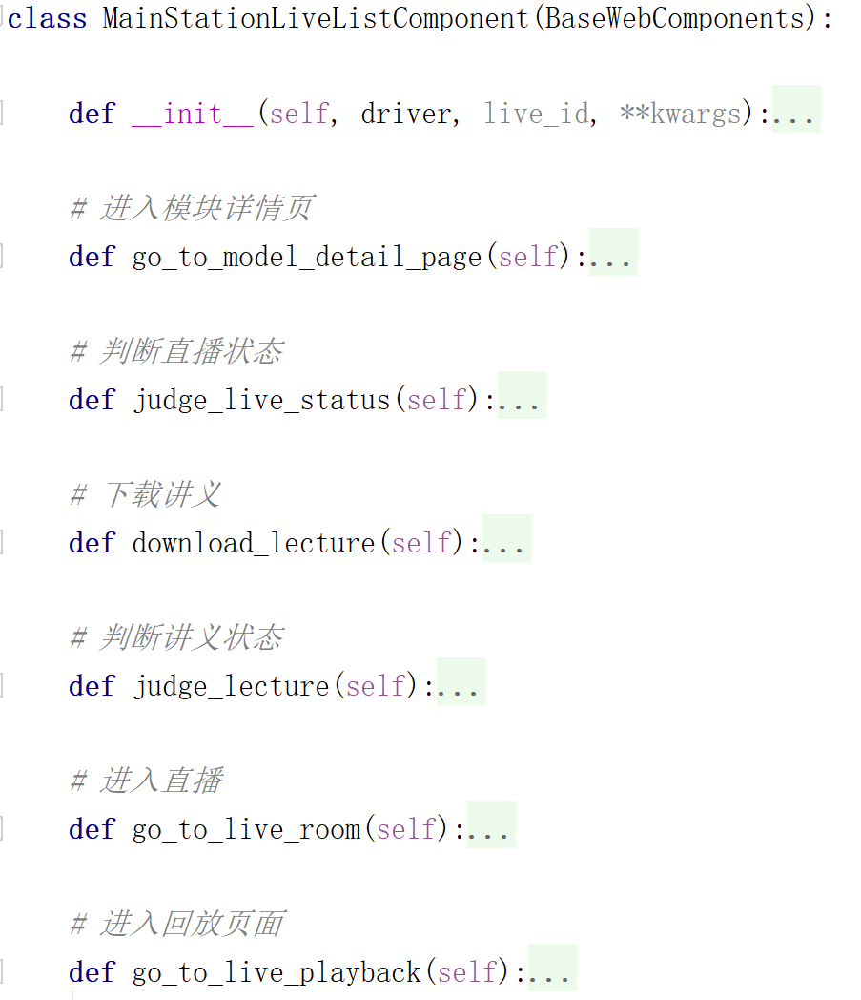 class MainStationLiveListComponent(BaseWebComponents):
def __init__(self, driver, live_id, **kwargs):...
# 进入模块详情页
def go_to_model_detail_page(self):...
# 判断直播状态
def judge_live_status(self):...
# 下载讲义
def download_lecture(self):...
# 判断讲义状态
def judge_lecture(self):...
# 进入直播
def go_to_live_room(self):...
# 进入回放页面
def go_to_live_playback(self):...